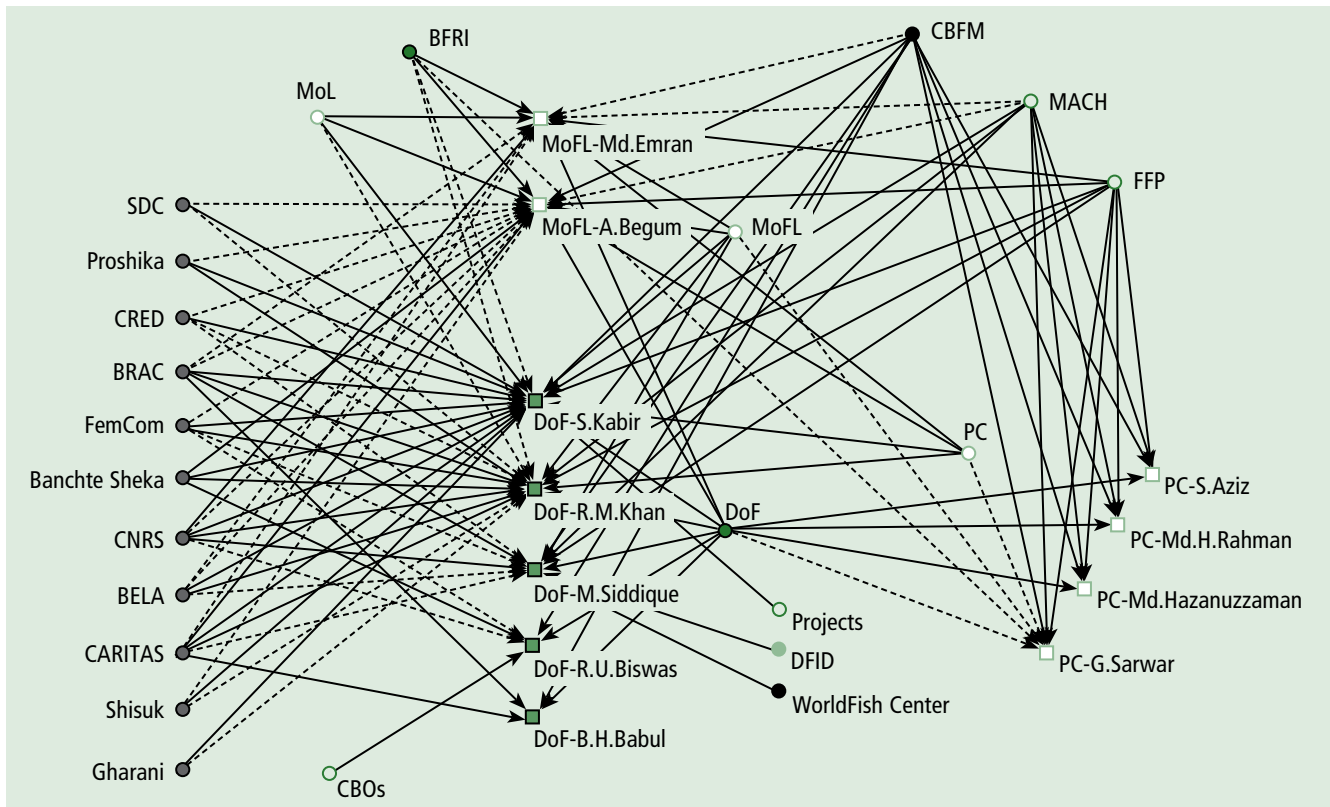 BFRI
CBFM
MoL
MACH
MoFL-Md.Emran
FFP
SDC
MoFL-A.Begum
MoFL
Proshika
CRED
BRAC
DoF-S.Kabir
FemCom
PC
Banchte Sheka
PC-S.Aziz
DoF-R.M.Khan
DoF
CNRS
PC-Md.H.Rahman
DoF-M.Siddique
BELA
PC-Md.Hazanuzzaman
Projects
CARITAS
DFID
PC-G.Sarwar
DoF-R.U.Biswas
WorldFish Center
Shisuk
DoF-B.H.Babul
Gharani
CBOs